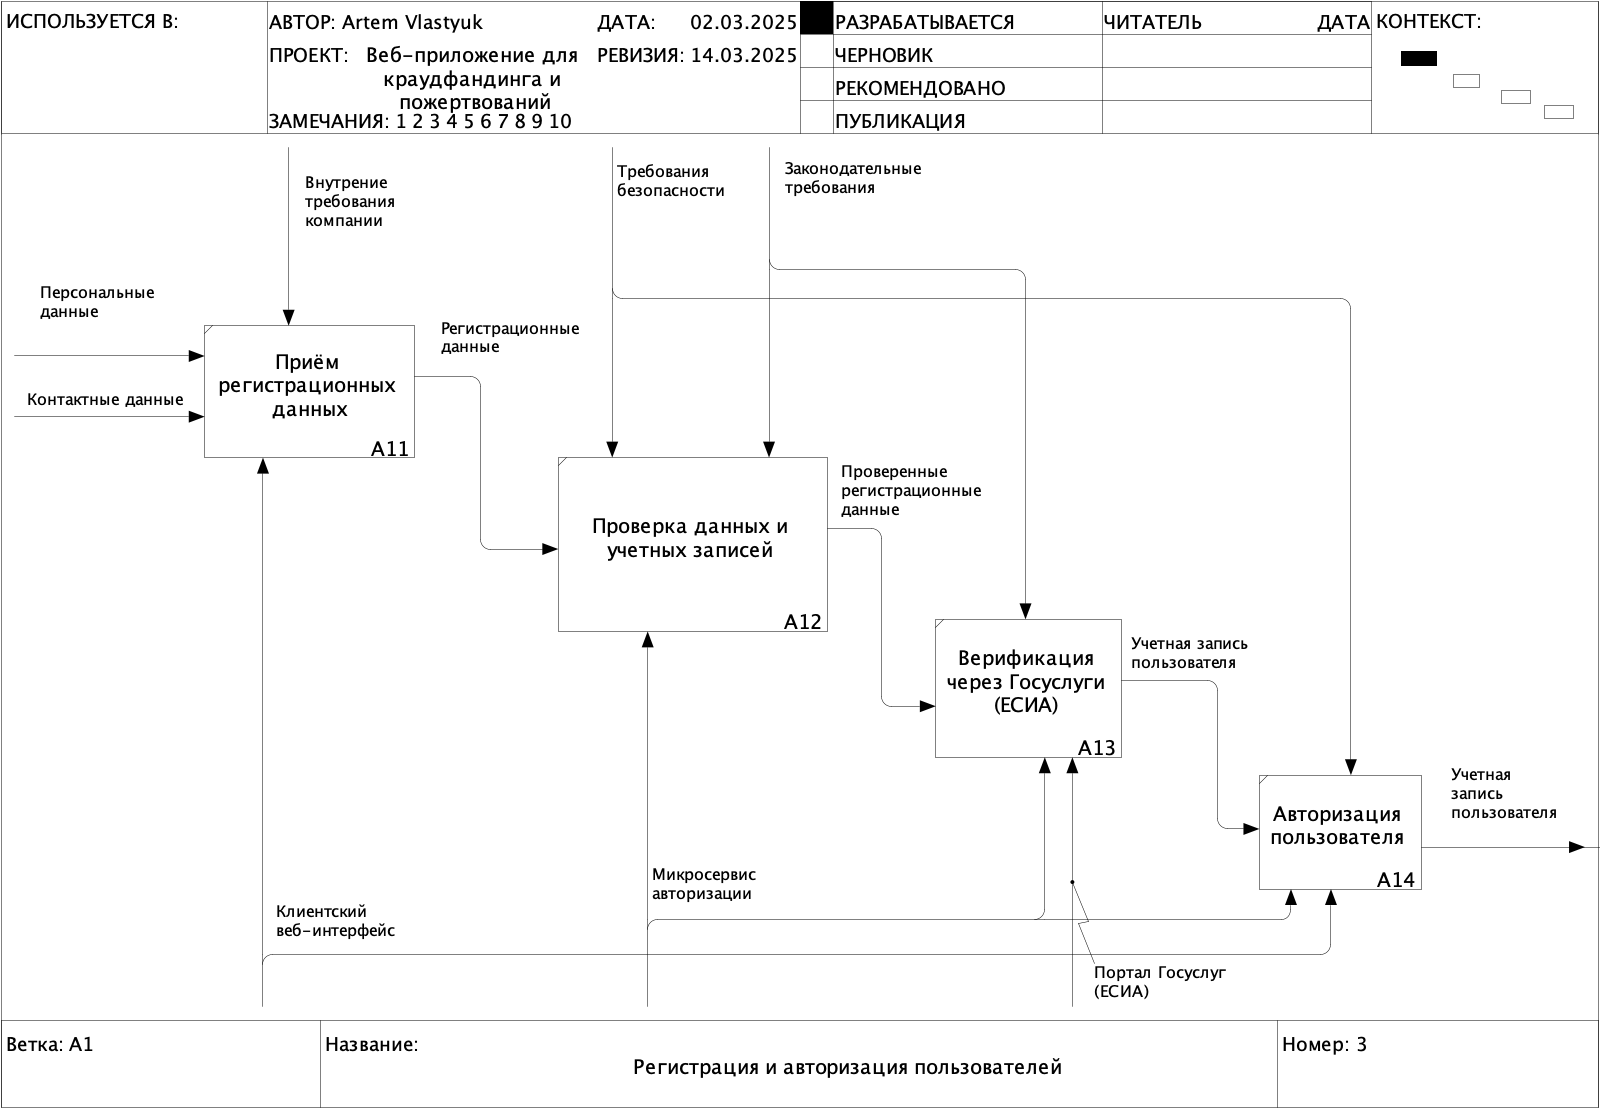 ИСПОЛЬЗУЕТСЯ В:
АВТОР: Artem Vlastyuk
ДАТА: 02.03.2025
ПРОЕКТ: Веб-приложение для
краудфандинга и
пожертвований
РЕВИЗИЯ: 14.03.2025
ЗАМЕЧАНИЯ: 1 2 3 4 5 6 7 8 9 10
РАЗРАБАТЫВАЕТСЯ
ЧЕРНОВИК
РЕКОМЕНДОВАНО
ПУБЛИКАЦИЯ
ЧИТАТЕЛЬ
ДАТА
КОНТЕКСТ:
Внутрение
требования
компании
Требования
безопасности
Законодательные
требования
Персональные
данные
Контактные данные
Приём
регистрационных
данных
A11
Регистрационные
данные
Проверка данных и
учетных записей
A12
Проверенные
регистрационные
данные
Верификация
через Госуслуги
(ЕСИА)
A13
Учетная запись
пользователя
Авторизация
пользователя
A14
Учетная
запись
пользователя
Микросервис
авторизации
Клиентский
веб-интерфейс
Портал Госуслуг
(ЕСИА)
Ветка: A1
Название:
Регистрация и авторизация пользователей
Номер: 3